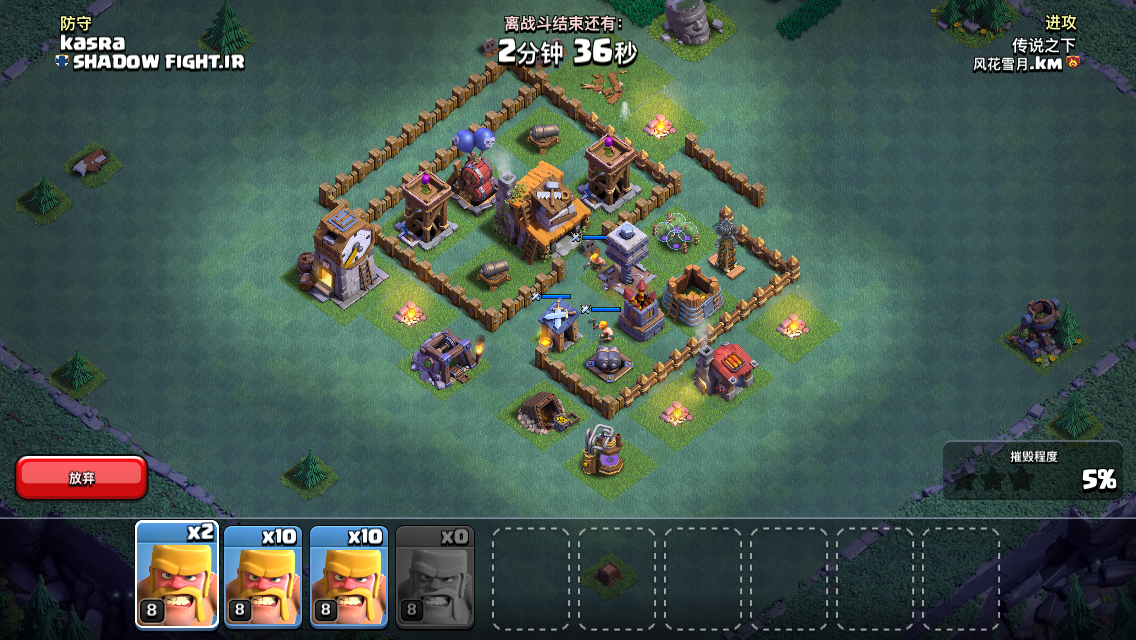 防守
kasra
SHADOW FIGHT.IR
离战斗结束还有:
2分钟 36秒
进攻
传说之下
风花雪月.KM
放弃
摧毁程度
5%
x2
x10
x10
x0
8
8
8
8